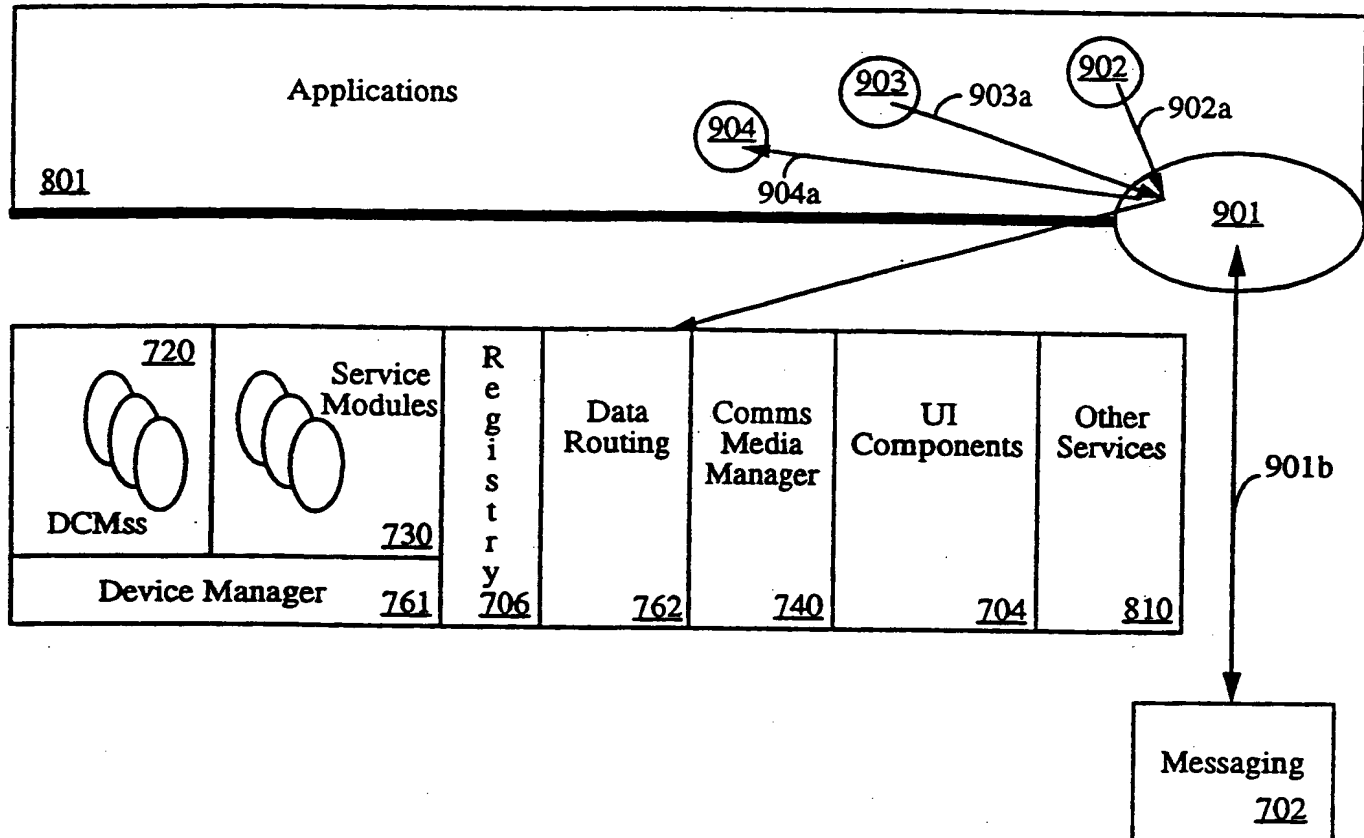 902
903
903a
Applications
902a
904
801
904a
901
720
Service
Modules
DCMss
730
Device Manager
761
Registry
706
Data
Routing
762
Comms
Media
Manager
740
UI
Components
704
Other
Services
810
901b
Messaging
702